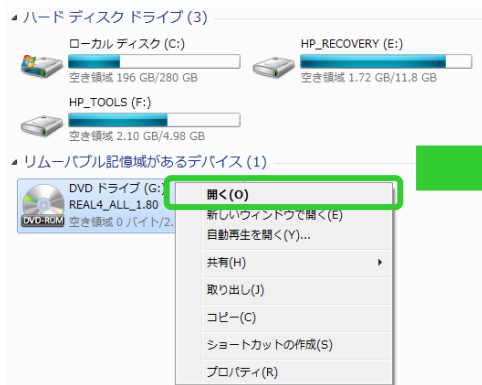 ハード ディスク ドライブ (3)
ローカル ディスク (C:)
空き領域 196 GB/280 GB
HP_RECOVERY (E:)
空き領域 1.72 GB/11.8 GB
HP_TOOLS (F:)
空き領域 2.10 GB/4.98 GB
リムーバブル記憶域があるデバイス (1)
DVD ドライブ (G:)
REAL4_ALL_1.80
空き領域 0 バイト/2.
DVD-ROM
開く(O)
新しいウィンドウで開く(E)
自動再生を開く(Y)...
共有(H)
取り出し(J)
コピー(C)
ショートカットの作成(S)
プロパティ(R)